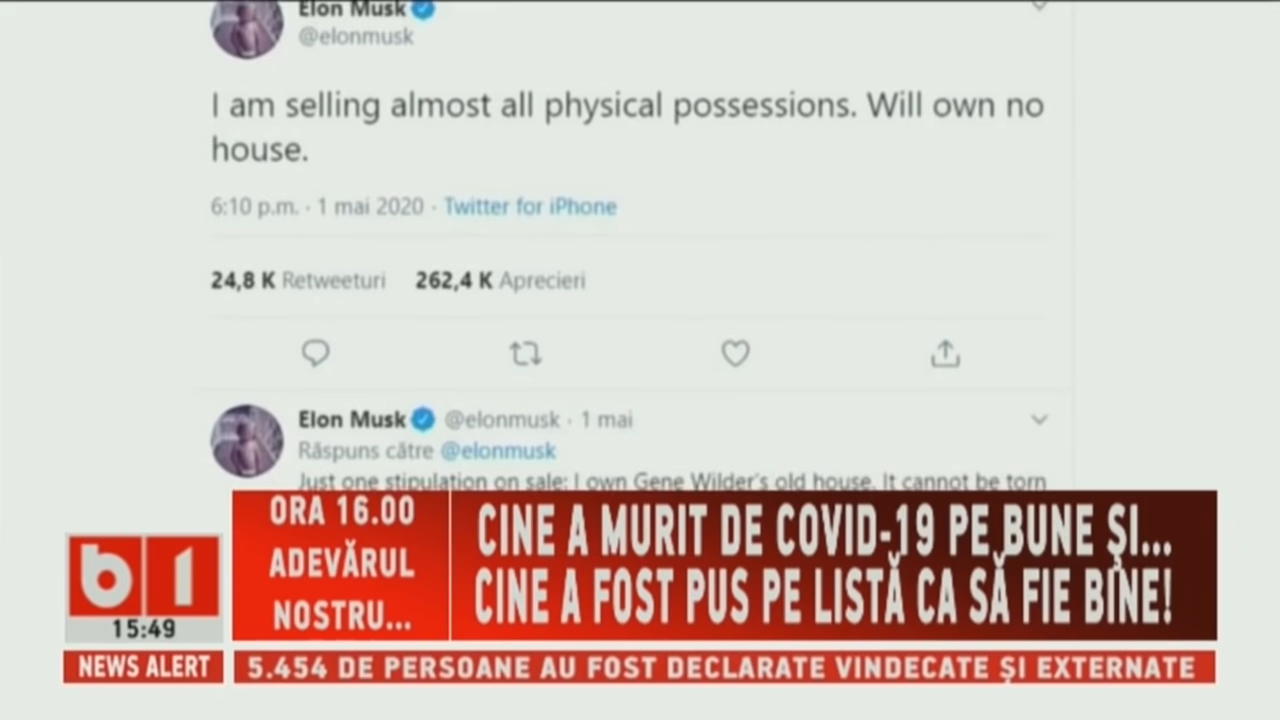 Elon Musk
@elonmusk
I am selling almost all physical possessions. Will own no
house.
6:10 p.m. · 1 mai 2020 · Twitter for iPhone
24,8 K Retweeturi 262,4 K Aprecieri
Elon Musk @elonmusk · 1 mai
Răspuns către @elonmusk
Just one stipulation on sale: I own Gene Wilder's old house. It cannot be torn
ORA 16.00
ADEVĂRUL
NOSTRU...
CINE A MURIT DE COVID-19 PE BUNE ŞI...
CINE A FOST PUS PE LISTĂ CA SĂ FIE BINE!
b1
15:49
NEWS ALERT
5.454 DE PERSOANE AU FOST DECLARATE VINDECATE ŞI EXTERNATE